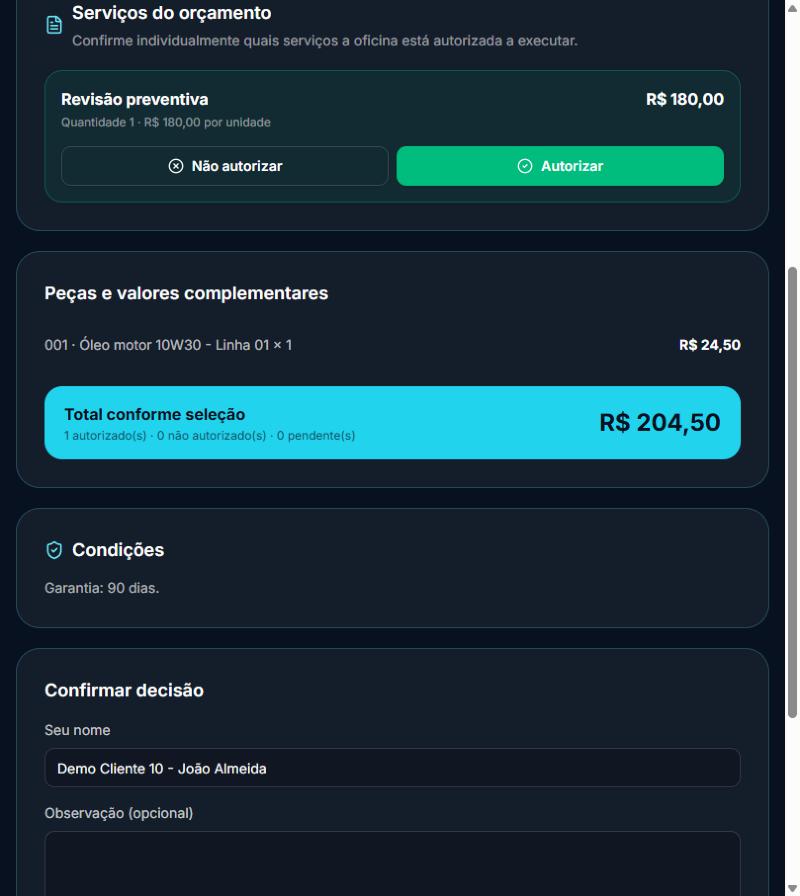 Serviços do orçamento
Confirme individualmente quais serviços a oficina está autorizada a executar.
Revisão preventiva
R$ 180,00
Quantidade 1 · R$ 180,00 por unidade
Não autorizar
Autorizar
Peças e valores complementares
001 · Óleo motor 10W30 - Linha 01 × 1
R$ 24,50
Total conforme seleção
R$ 204,50
1 autorizado(s) · 0 não autorizado(s) · 0 pendente(s)
Condições
Garantia: 90 dias.
Confirmar decisão
Seu nome
Demo Cliente 10 - João Almeida
Observação (opcional)